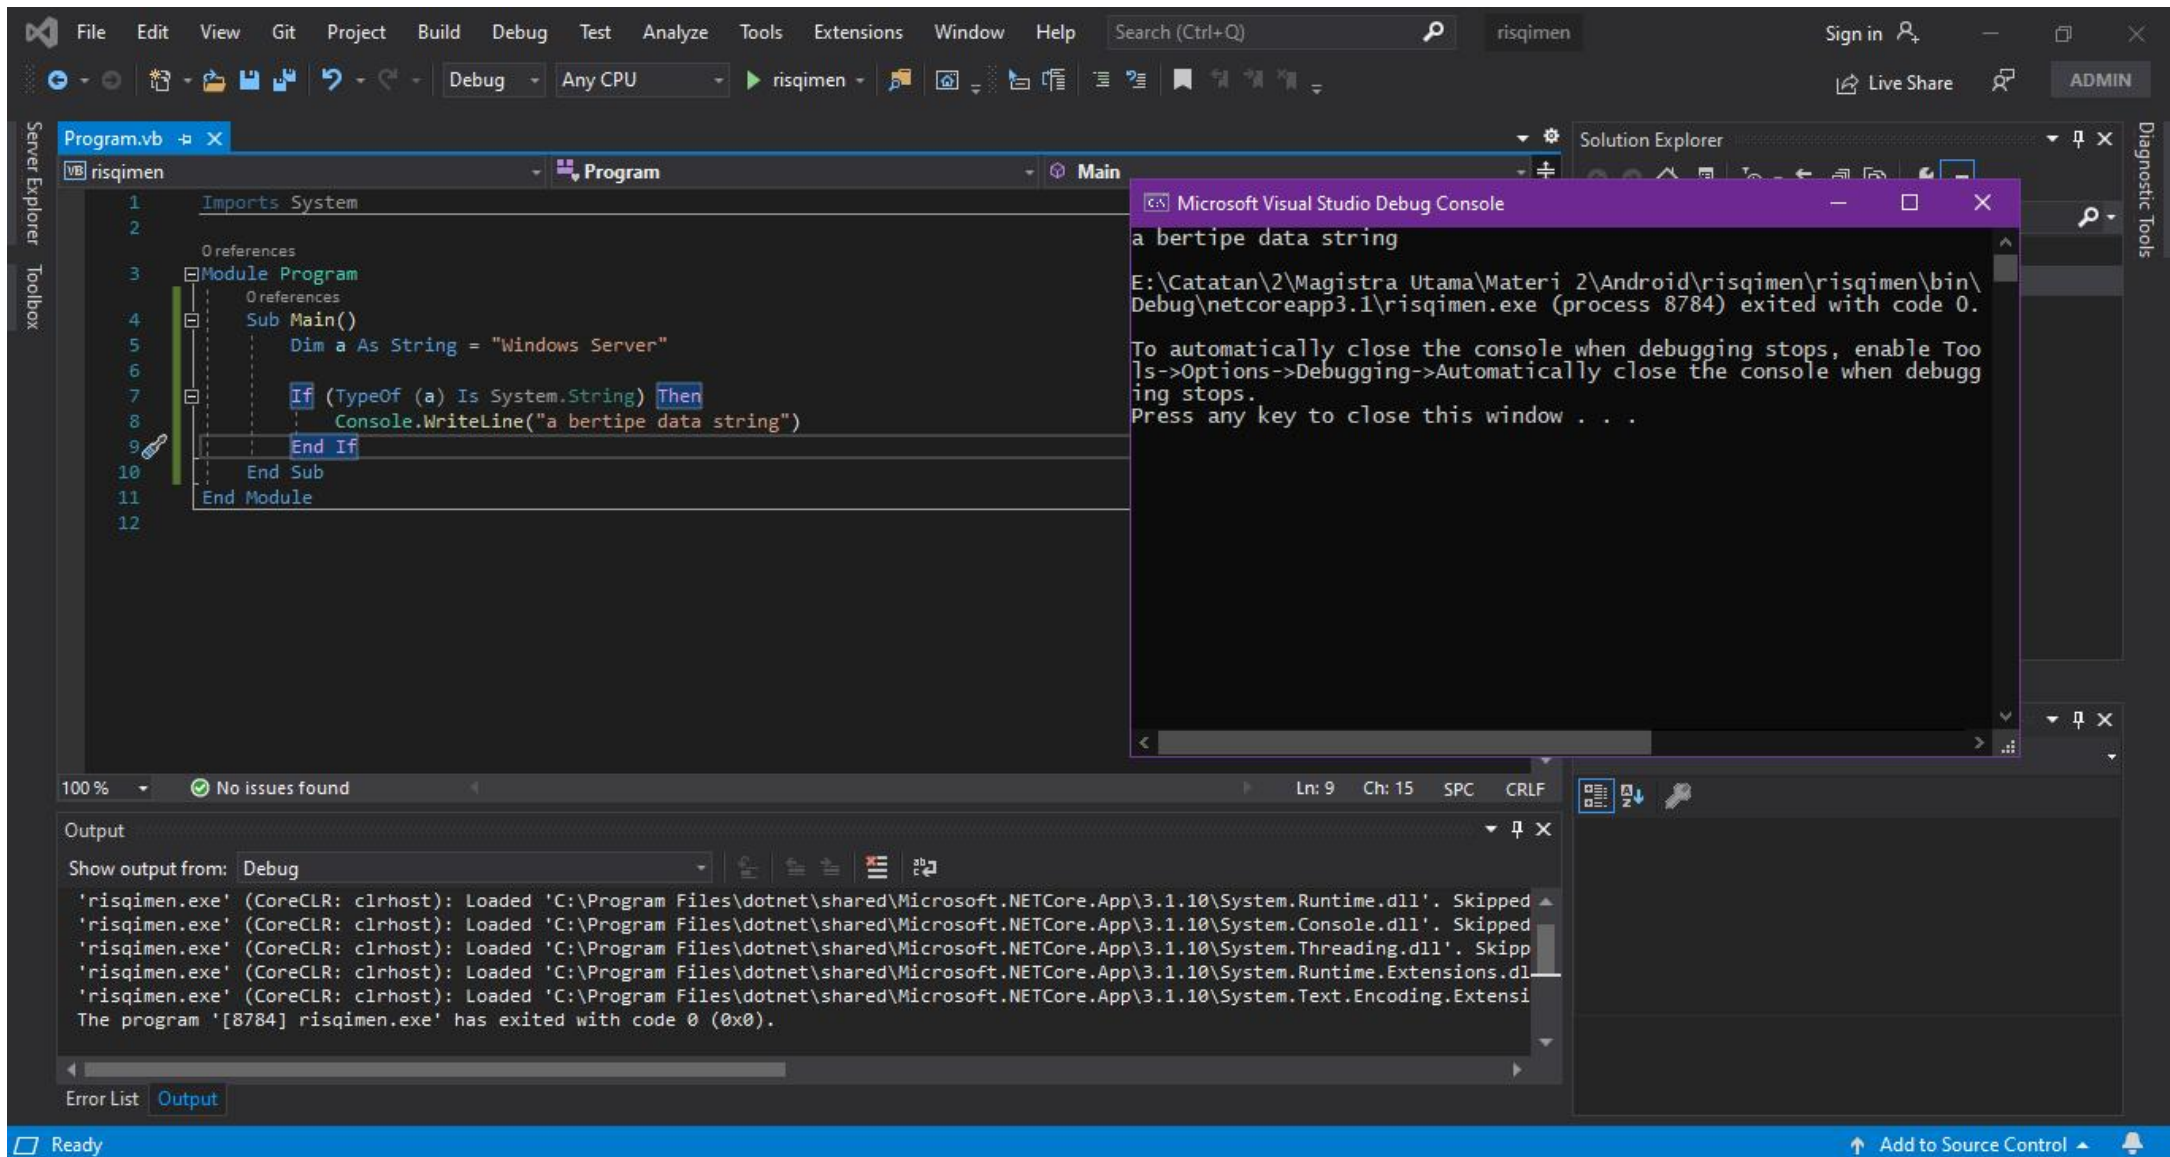 File Edit View Git Project Build Debug Test Analyze Tools Extensions Window Help Search (Ctrl+Q) risqimen Sign in
Debug Any CPU risqimen Live Share ADMIN
Server Explorer
Toolbox
Program.vb
VB risqimen Program Main
1 Imports System
2
0 references
3 Module Program
0 references
4 Sub Main()
5 Dim a As String = "Windows Server"
6
7 If (TypeOf (a) Is System.String) Then
8 Console.WriteLine("a bertipe data string")
9 End If
10 End Sub
11 End Module
12
Solution Explorer
Diagnostic Tools
Microsoft Visual Studio Debug Console
a bertipe data string
E:\Catatan\2\Magistra Utama\Materi 2\Android\risqimen\risqimen\bin\
Debug\netcoreapp3.1\risqimen.exe (process 8784) exited with code 0.
To automatically close the console when debugging stops, enable Too
ls->Options->Debugging->Automatically close the console when debugg
ing stops.
Press any key to close this window . . .
100 % No issues found Ln: 9 Ch: 15 SPC CRLF
Output
Show output from: Debug
'risqimen.exe' (CoreCLR: clrhost): Loaded 'C:\Program Files\dotnet\shared\Microsoft.NETCore.App\3.1.10\System.Runtime.dll'. Skipped
'risqimen.exe' (CoreCLR: clrhost): Loaded 'C:\Program Files\dotnet\shared\Microsoft.NETCore.App\3.1.10\System.Console.dll'. Skipped
'risqimen.exe' (CoreCLR: clrhost): Loaded 'C:\Program Files\dotnet\shared\Microsoft.NETCore.App\3.1.10\System.Threading.dll'. Skipp
'risqimen.exe' (CoreCLR: clrhost): Loaded 'C:\Program Files\dotnet\shared\Microsoft.NETCore.App\3.1.10\System.Runtime.Extensions.dl
'risqimen.exe' (CoreCLR: clrhost): Loaded 'C:\Program Files\dotnet\shared\Microsoft.NETCore.App\3.1.10\System.Text.Encoding.Extensi
The program '[8784] risqimen.exe' has exited with code 0 (0x0).
Error List Output
Ready Add to Source Control